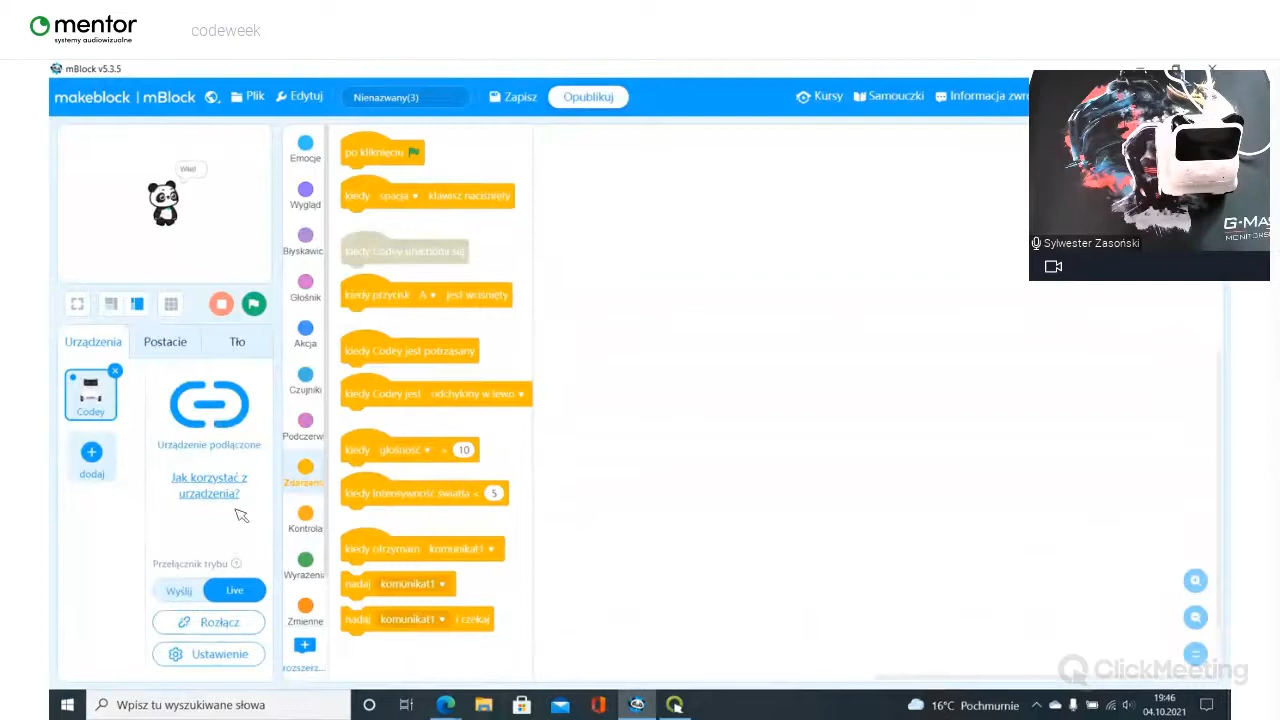 mentor
systemy audiowizualne
codeweek
mBlock v5.3.5
makeblock | mBlock
Plik
Edytuj
Nienazwany(3)
Zapisz
Opublikuj
Kursy
Samouczki
Informacja zwro
Urządzenia
Postacie
Tło
Codey
dodaj
Urządzenie podłączone
Jak korzystać z
urządzenia?
Przełącznik trybu ?
Wyślij
Live
Rozłącz
Ustawienie
Emocje
Wygląd
Błyskawic
Głośnik
Akcja
Czujniki
Podczerw
Zdarzenia
Kontrola
Wyrażenia
Zmienne
rozszerz...
po kliknięciu
kiedy spacja klawisz naciśnięty
kiedy Codey uruchomia się
kiedy przycisk A jest wciśnięty
kiedy Codey jest potrząsany
kiedy Codey jest odchylony w lewo
kiedy głośność > 10
kiedy intensywność światła < 5
kiedy otrzymam komunikat1
nadaj komunikat1
nadaj komunikat1 i czekaj
G-MAS
MONITORS
Sylwester Zasoński
ClickMeeting
Wpisz tu wyszukiwane słowa
16°C Pochmurnie
19:46
04.10.2021